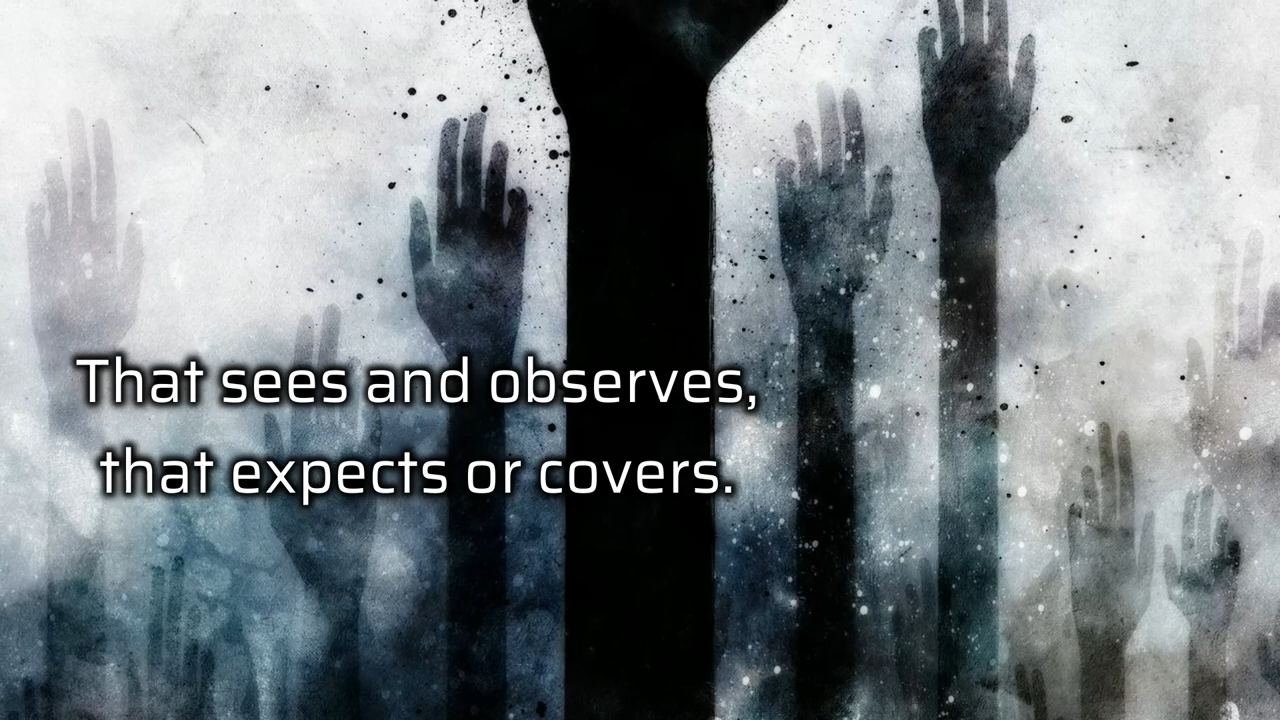 That sees and observes,
that expects or covers.